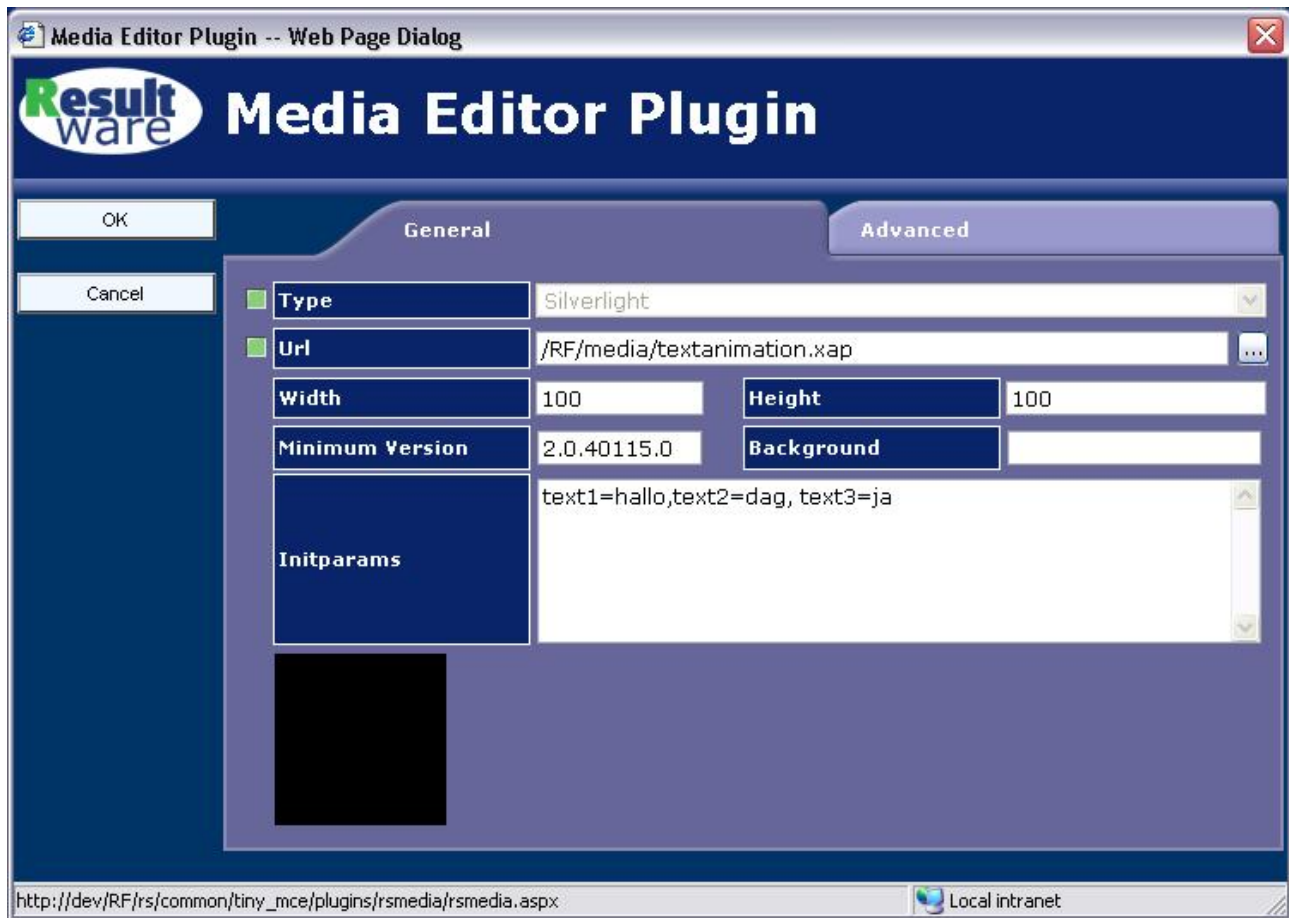 Media Editor Plugin -- Web Page Dialog
Result
ware
Media Editor Plugin
OK
General
Advanced
Cancel
Type
Silverlight
Url
/RF/media/textanimation.xap
...
Width
100
Height
100
Minimum Version
2.0.40115.0
Background
Initparams
text1=hallo,text2=dag, text3=ja
http://dev/RF/rs/common/tiny_mce/plugins/rsmedia/rsmedia.aspx
Local intranet